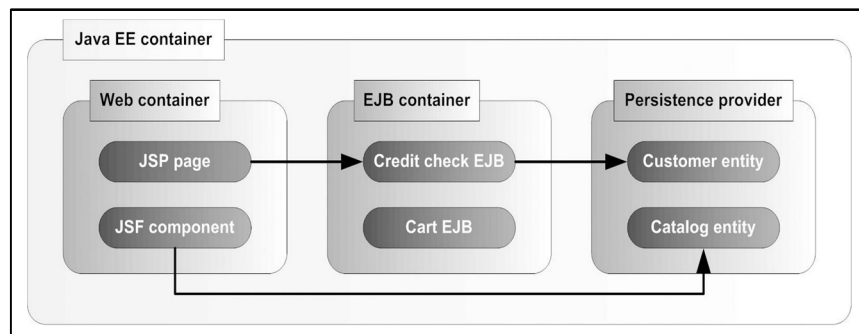 Java EE container
Web container
EJB container
Persistence provider
JSP page
Credit check EJB
Customer entity
JSF component
Cart EJB
Catalog entity